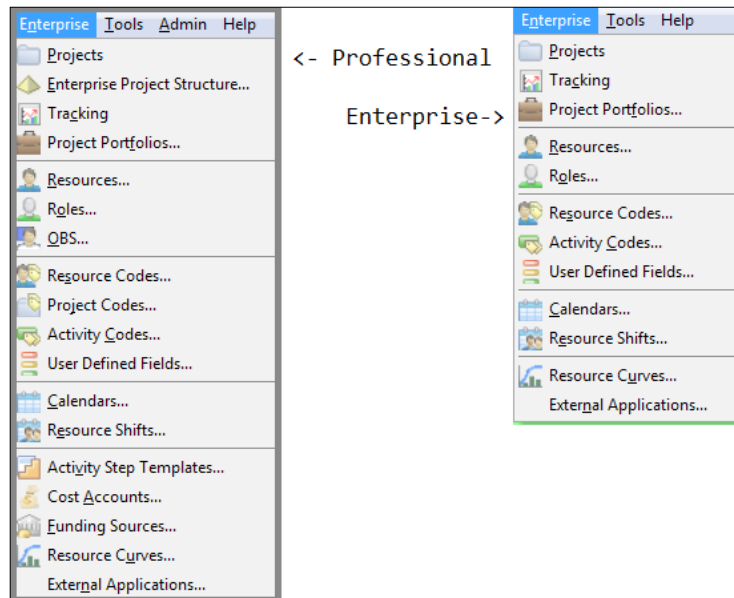 Enterprise Tools Admin Help
Projects
Enterprise Project Structure...
Tracking
Project Portfolios...
Resources...
Roles...
OBS...
Resource Codes...
Project Codes...
Activity Codes...
User Defined Fields...
Calendars...
Resource Shifts...
Activity Step Templates...
Cost Accounts...
Funding Sources...
Resource Curves...
External Applications...
<- Professional
Enterprise->
Enterprise Tools Help
Projects
Tracking
Project Portfolios...
Resources...
Roles...
Resource Codes...
Activity Codes...
User Defined Fields...
Calendars...
Resource Shifts...
Resource Curves...
External Applications...